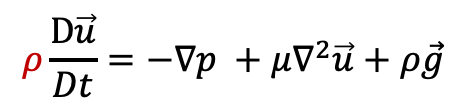 ρ Du⃗/Dt = −∇p + μ∇²u⃗ + ρg⃗